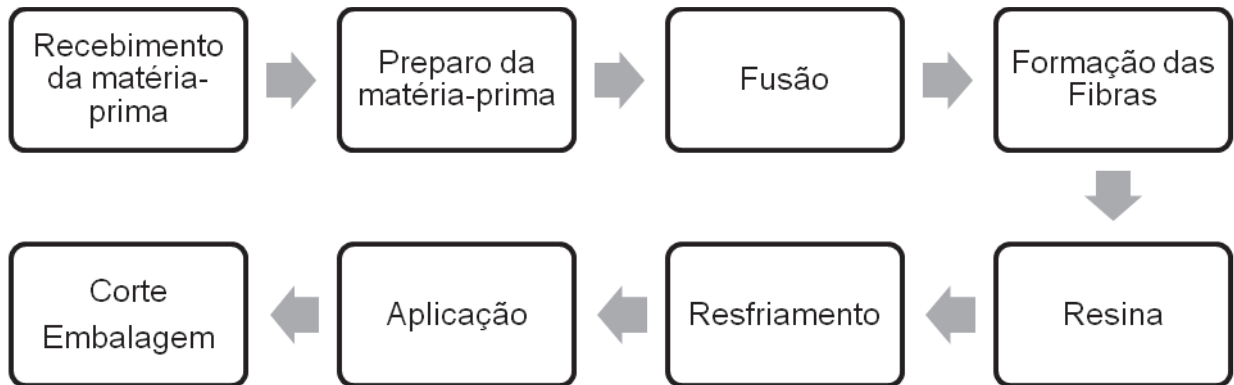 Recebimento
da matéria-
prima
Preparo da
matéria-prima
Fusão
Formação das
Fibras
Resina
Resfriamento
Aplicação
Corte
Embalagem